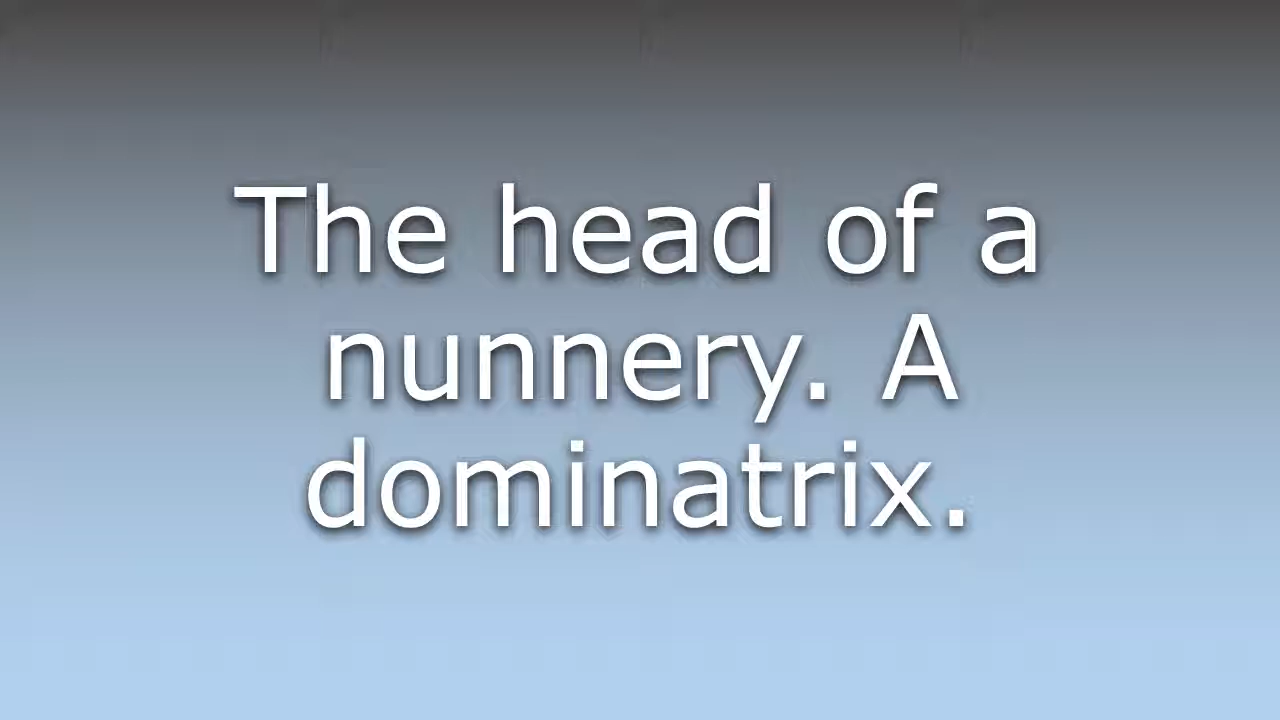 The head of a
nunnery. A
dominatrix.